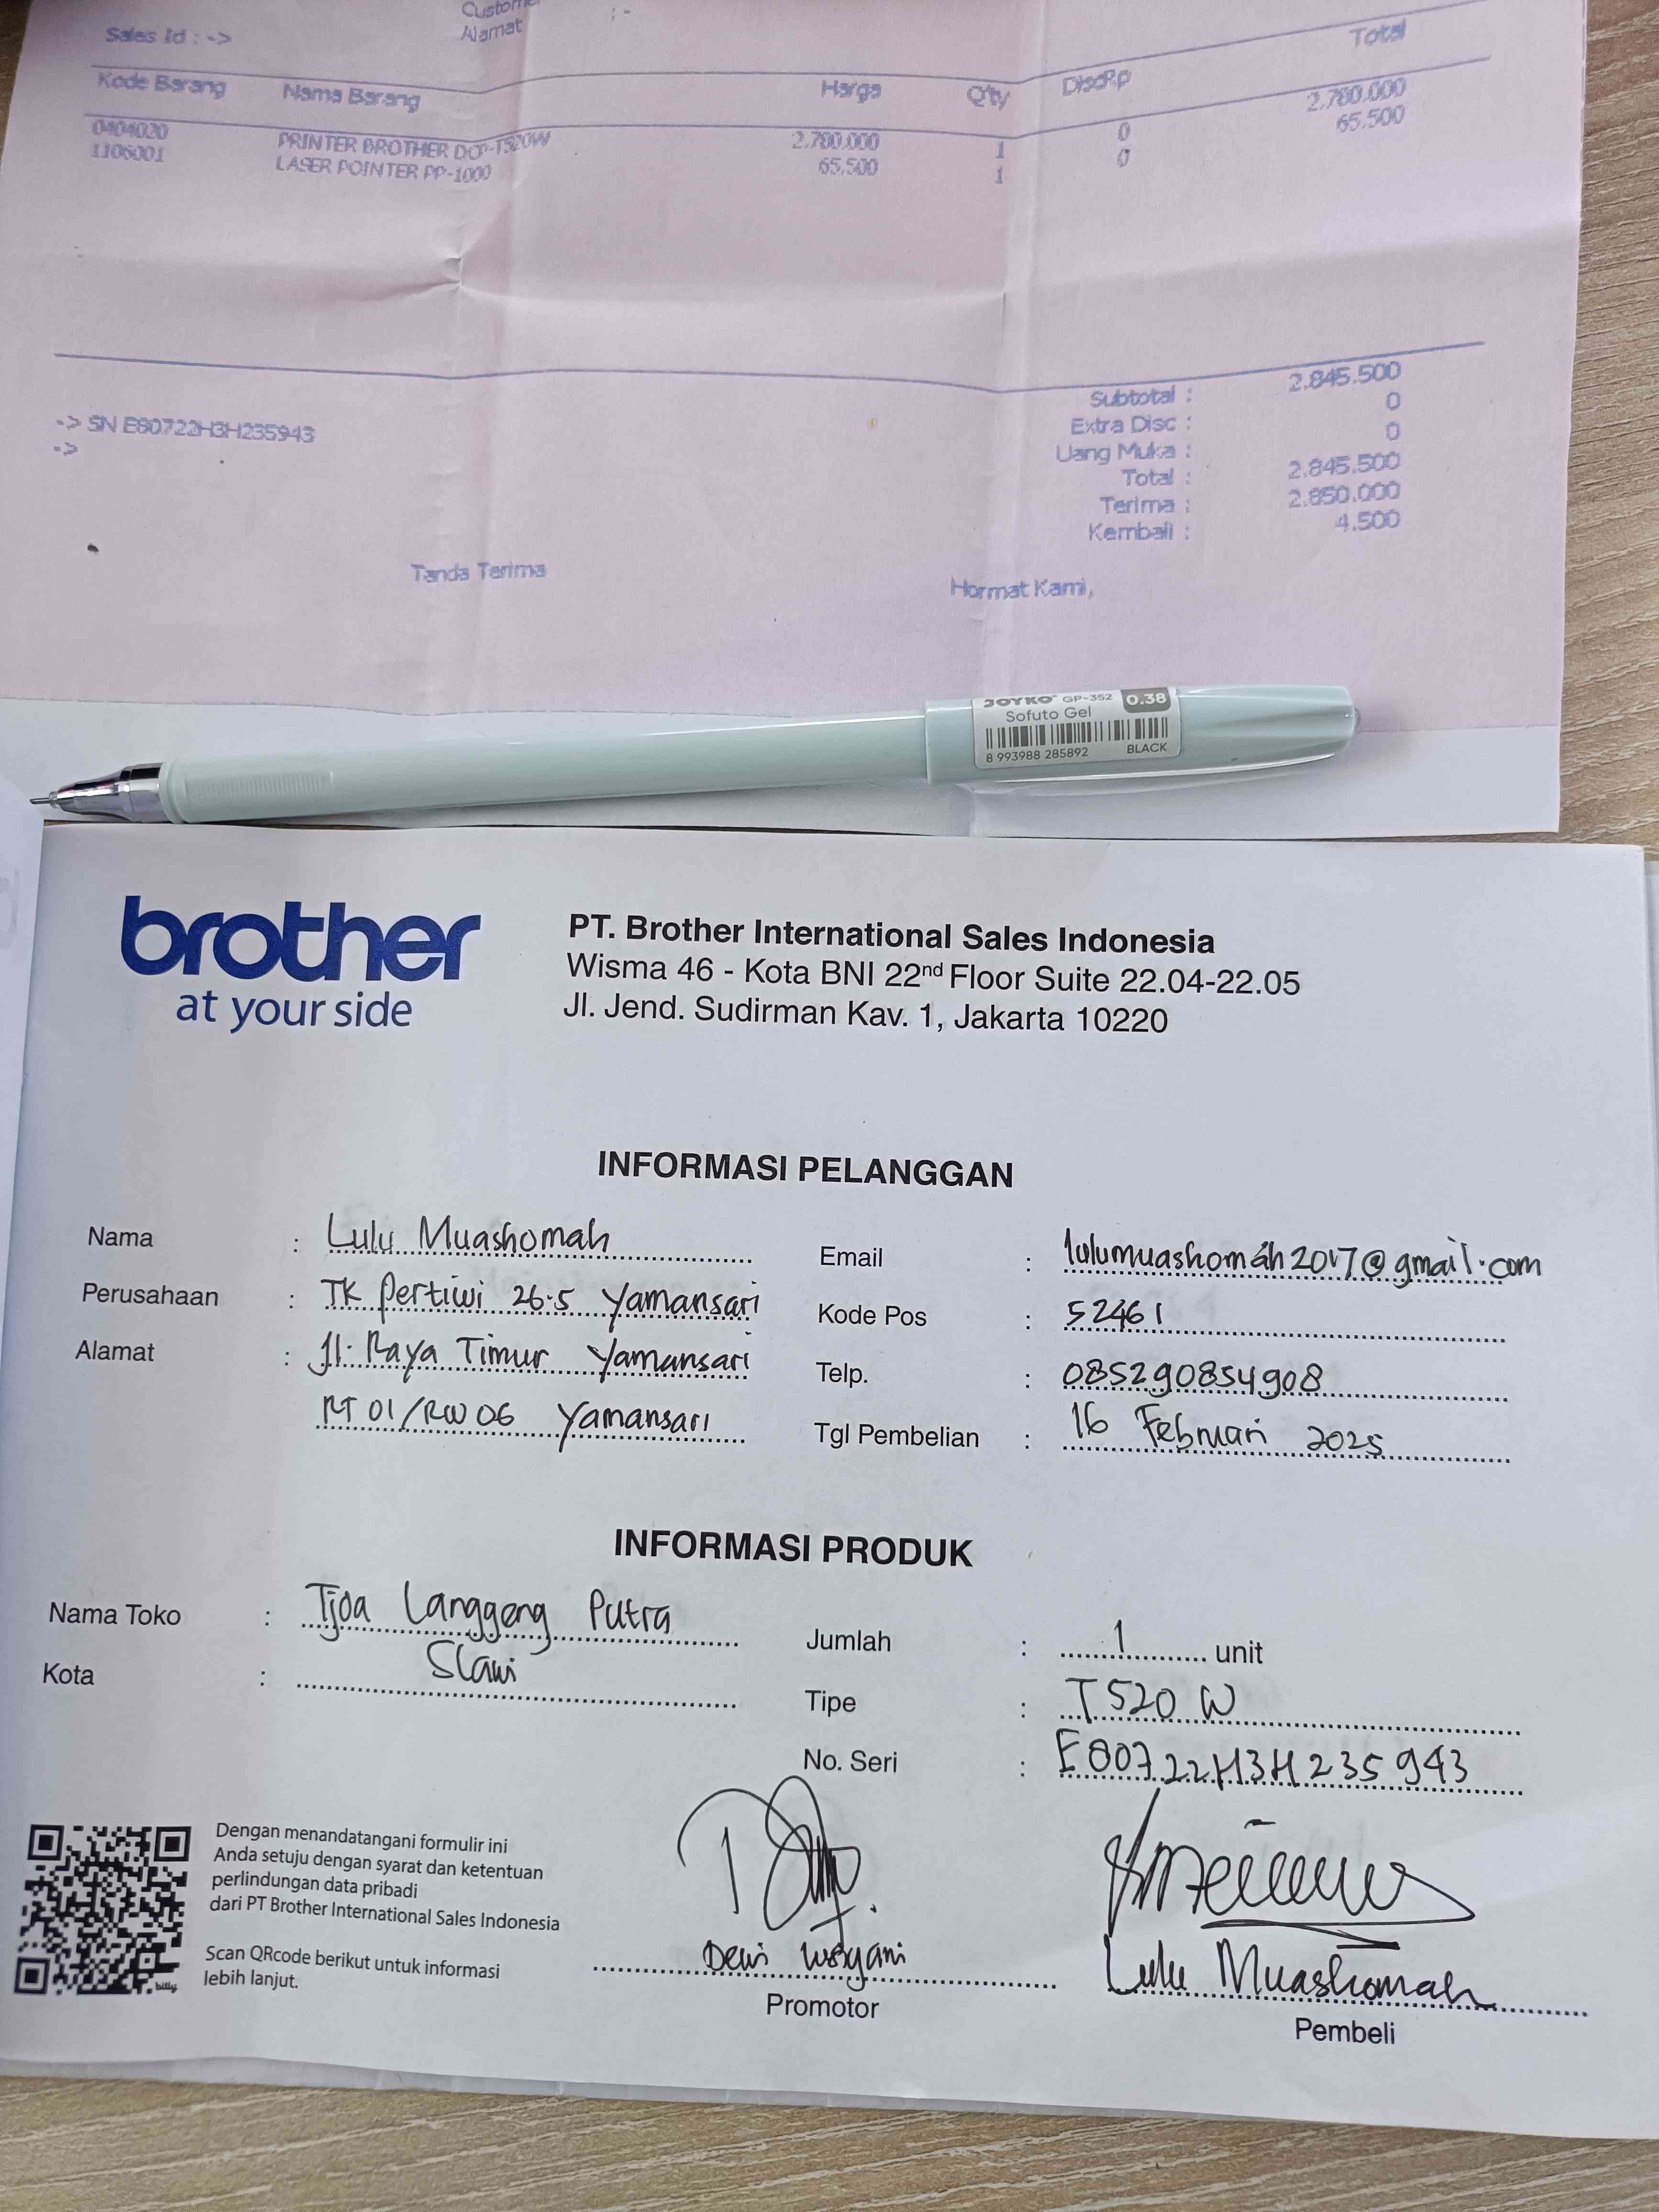 Customer : -
Sales Id : -> Alamat
Kode Barang Nama Barang Harga Q'ty DiscRp Total
0404020 PRINTER BROTHER DCP-T520W 2.780.000 1 0 2.780.000
1106001 LASER POINTER PP-1000 65.500 1 0 65.500
Subtotal : 2.845.500
Extra Disc : 0
-> SN E80722H3H235943
Uang Muka : 0
->
Total : 2.845.500
Terima : 2.850.000
Kembali : 4.500
Tanda Terima Hormat Kami,
JOYKO GP-352 0.38
Sofuto Gel
8 993988 285892 BLACK
brother
at your side
PT. Brother International Sales Indonesia
Wisma 46 - Kota BNI 22nd Floor Suite 22.04-22.05
Jl. Jend. Sudirman Kav. 1, Jakarta 10220
INFORMASI PELANGGAN
Nama : Lulu Muashomah
Email : lulumuashomah2017@gmail.com
Perusahaan : TK Pertiwi 26.5 Yamansari
Kode Pos : 52461
Alamat : Jl. Raya Timur Yamansari
Telp. : 085290854908
RT 01/RW 06 Yamansari
Tgl Pembelian : 16 Februari 2025
INFORMASI PRODUK
Nama Toko : Tjoa Langgeng Putra
Jumlah : 1 unit
Kota : Slawi
Tipe : T520 W
No. Seri : E80722H3H235943
Dengan menandatangani formulir ini
Anda setuju dengan syarat dan ketentuan
perlindungan data pribadi
dari PT Brother International Sales Indonesia
Scan QRcode berikut untuk informasi
lebih lanjut.
bitly
Dewi
Promotor
Lulu Muashomah
Pembeli